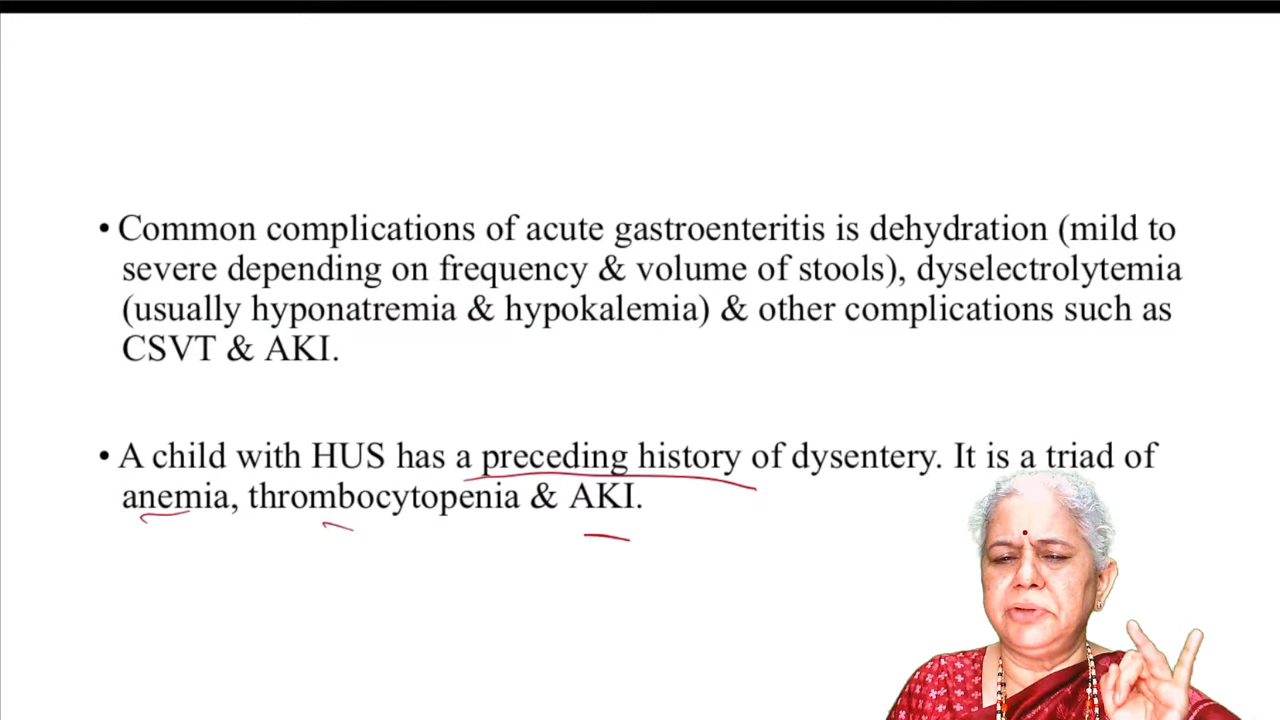 • Common complications of acute gastroenteritis is dehydration (mild to
severe depending on frequency & volume of stools), dyselectrolytemia
(usually hyponatremia & hypokalemia) & other complications such as
CSVT & AKI.
• A child with HUS has a preceding history of dysentery. It is a triad of
anemia, thrombocytopenia & AKI.